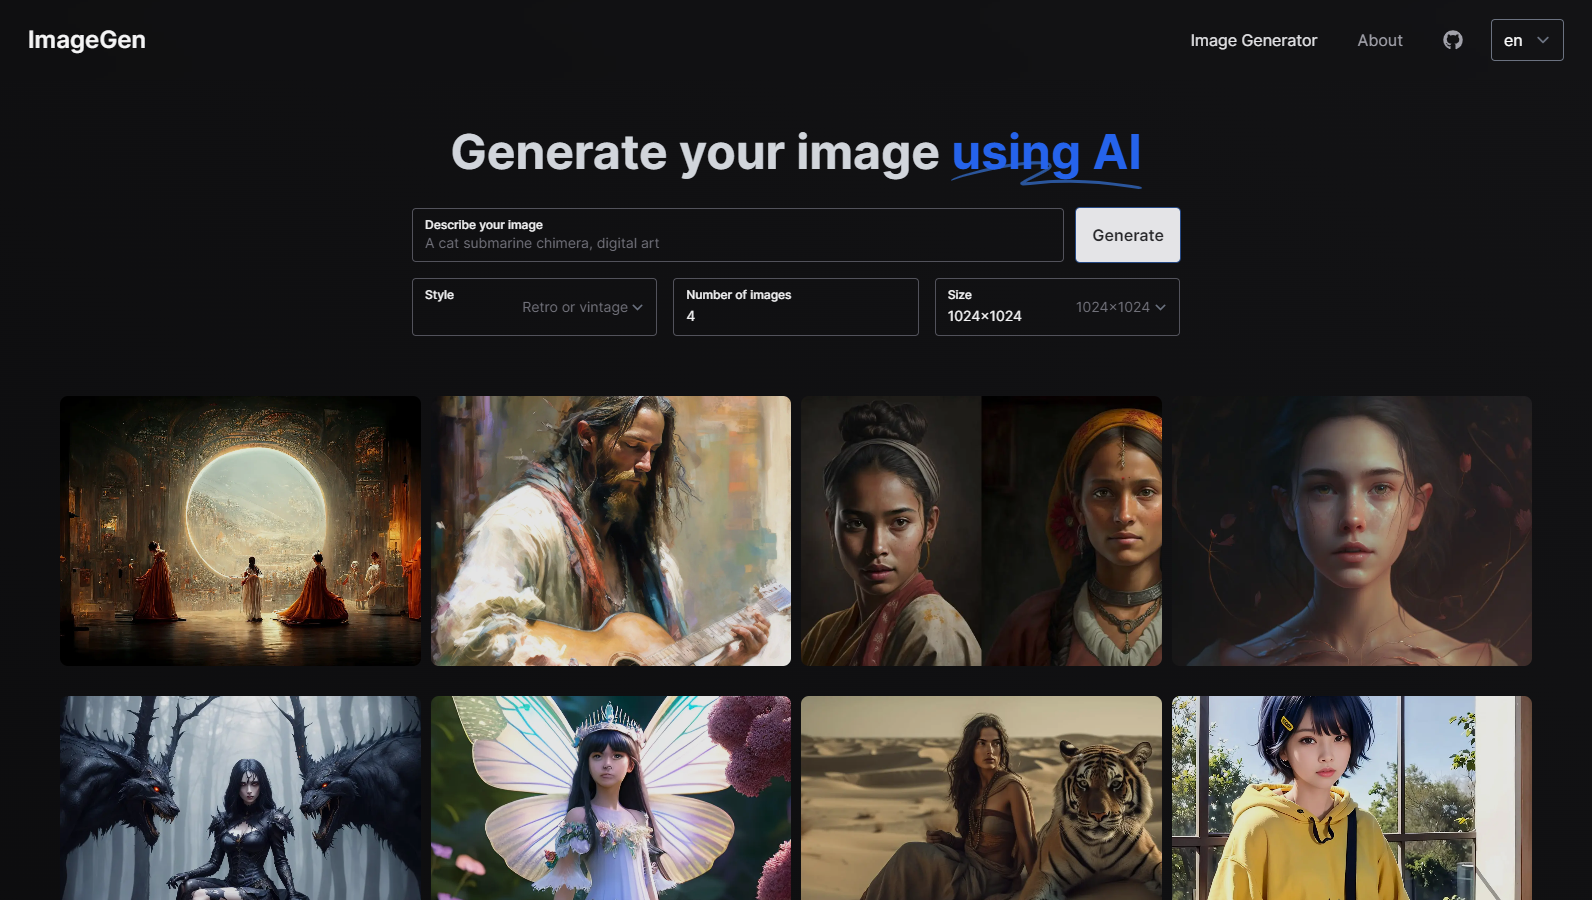 ImageGen
Image Generator
About
en
Generate your image using AI
Describe your image
A cat submarine chimera, digital art
Generate
Style
Retro or vintage
Number of images
4
Size
1024×1024
1024×1024